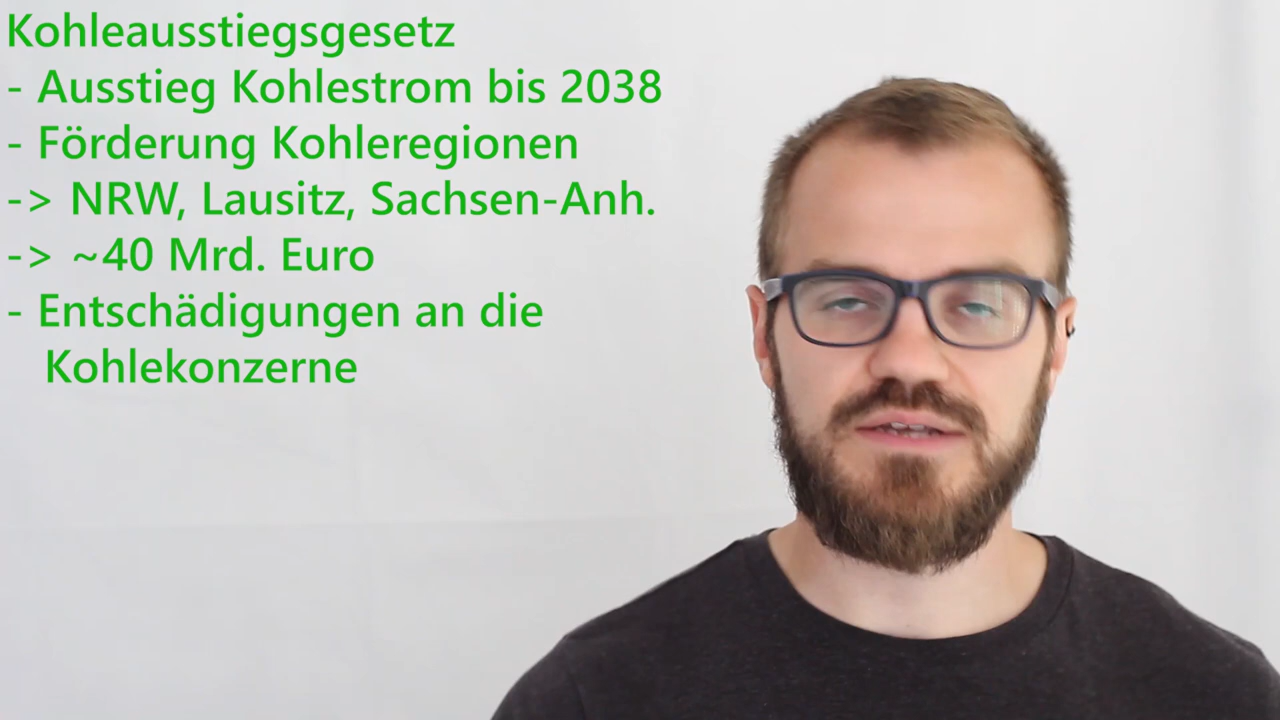 Kohleausstiegsgesetz
- Ausstieg Kohlestrom bis 2038
- Förderung Kohleregionen
-> NRW, Lausitz, Sachsen-Anh.
-> ~40 Mrd. Euro
- Entschädigungen an die
Kohlekonzerne